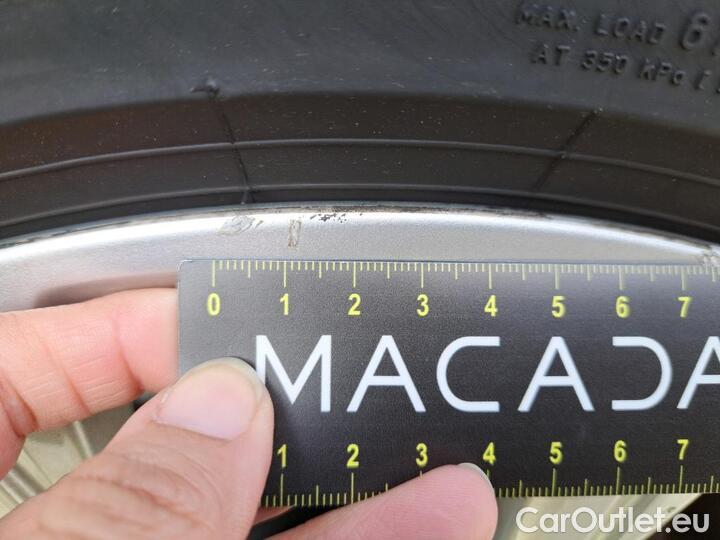 MAX. LOAD
AT 350 KPa
0 1 2 3 4 5 6 7
MACADA
1 2 3 4 5 6 7
CarOutlet.eu